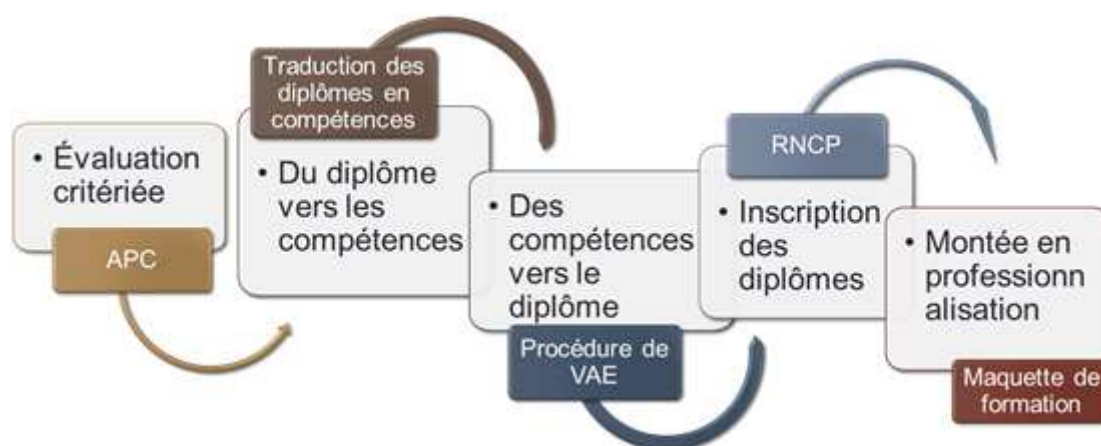 • Évaluation
critériée
APC
Traduction des
diplômes en
compétences
• Du diplôme
vers les
compétences
• Des
compétences
vers le
diplôme
Procédure de
VAE
RNCP
• Inscription
des
diplômes
• Montée en
professionn
alisation
Maquette de
formation